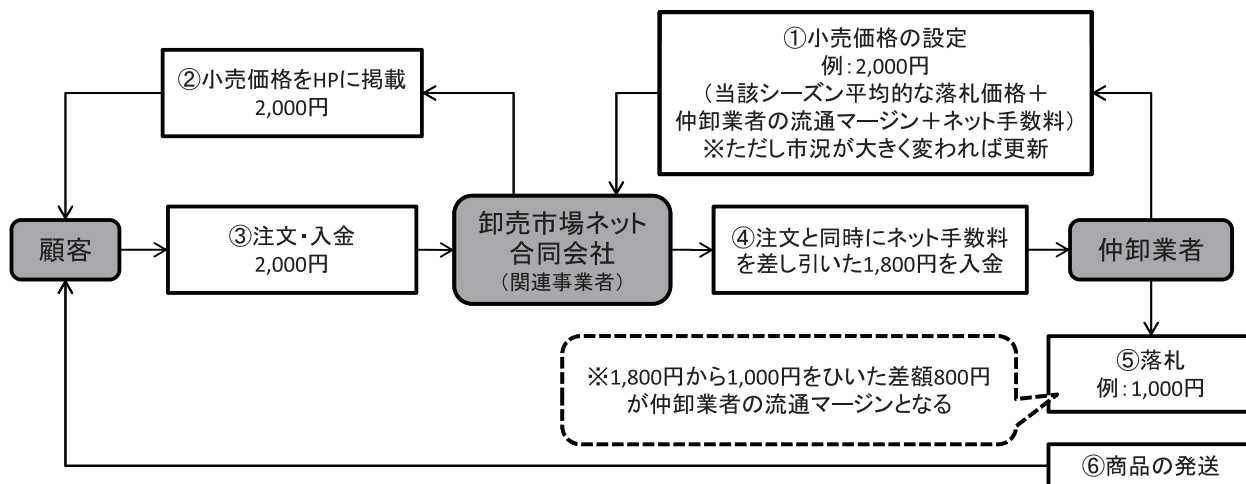 ①小売価格の設定
例：2,000円
（当該シーズン平均的な落札価格＋
仲卸業者の流通マージン＋ネット手数料）
※ただし市況が大きく変われば更新
②小売価格をHPに掲載
2,000円
顧客
③注文・入金
2,000円
卸売市場ネット
合同会社
（関連事業者）
④注文と同時にネット手数料
を差し引いた1,800円を入金
仲卸業者
⑤落札
例：1,000円
※1,800円から1,000円をひいた差額800円
が仲卸業者の流通マージンとなる
⑥商品の発送